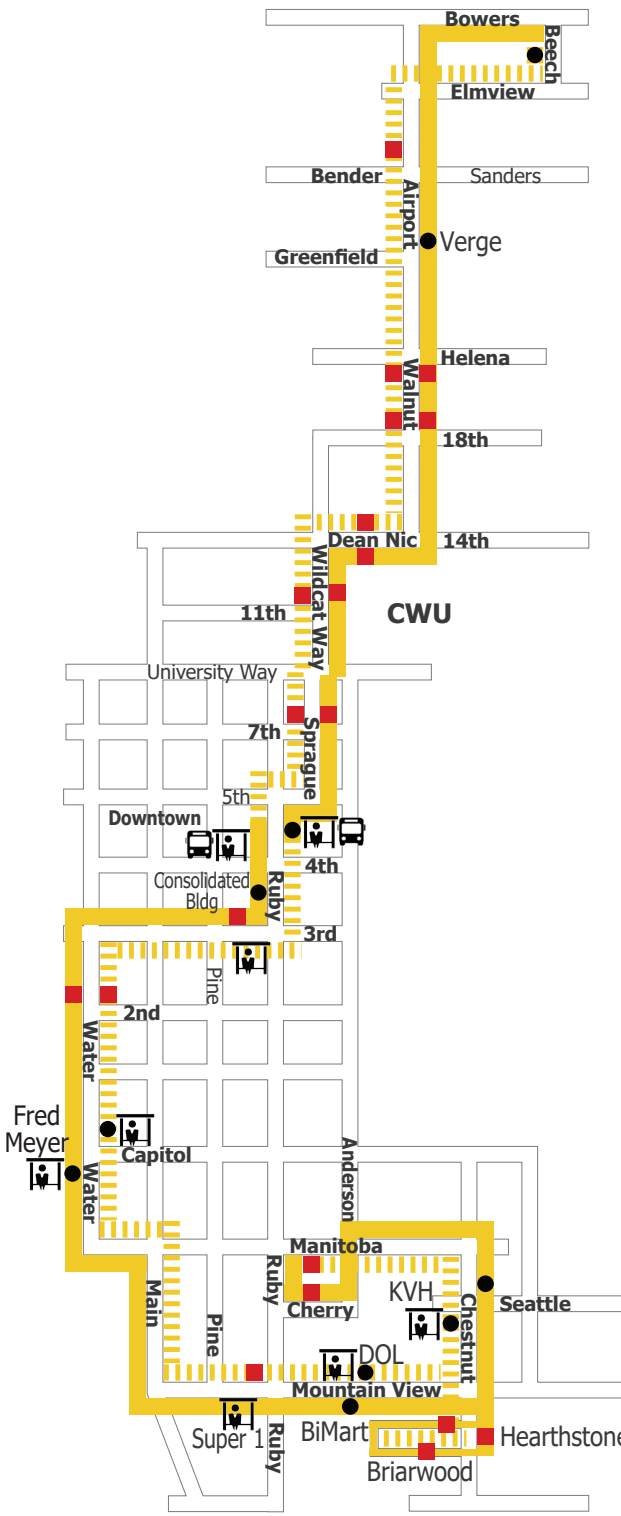 Bowers
Beech
Elmview
Bender
Sanders
Airport
Verge
Greenfield
Helena
Walnut
18th
Dean Nic
14th
Wildcat Way
11th
CWU
University Way
7th
Sprague
5th
Downtown
4th
Consolidated
Bldg
Ruby
3rd
Pine
2nd
Water
Fred
Meyer
Capitol
Water
Anderson
Manitoba
Ruby
KVH
Cherry
Seattle
Chestnut
Main
Pine
DOL
Mountain View
Super 1
Ruby
BiMart
Hearthstone
Briarwood